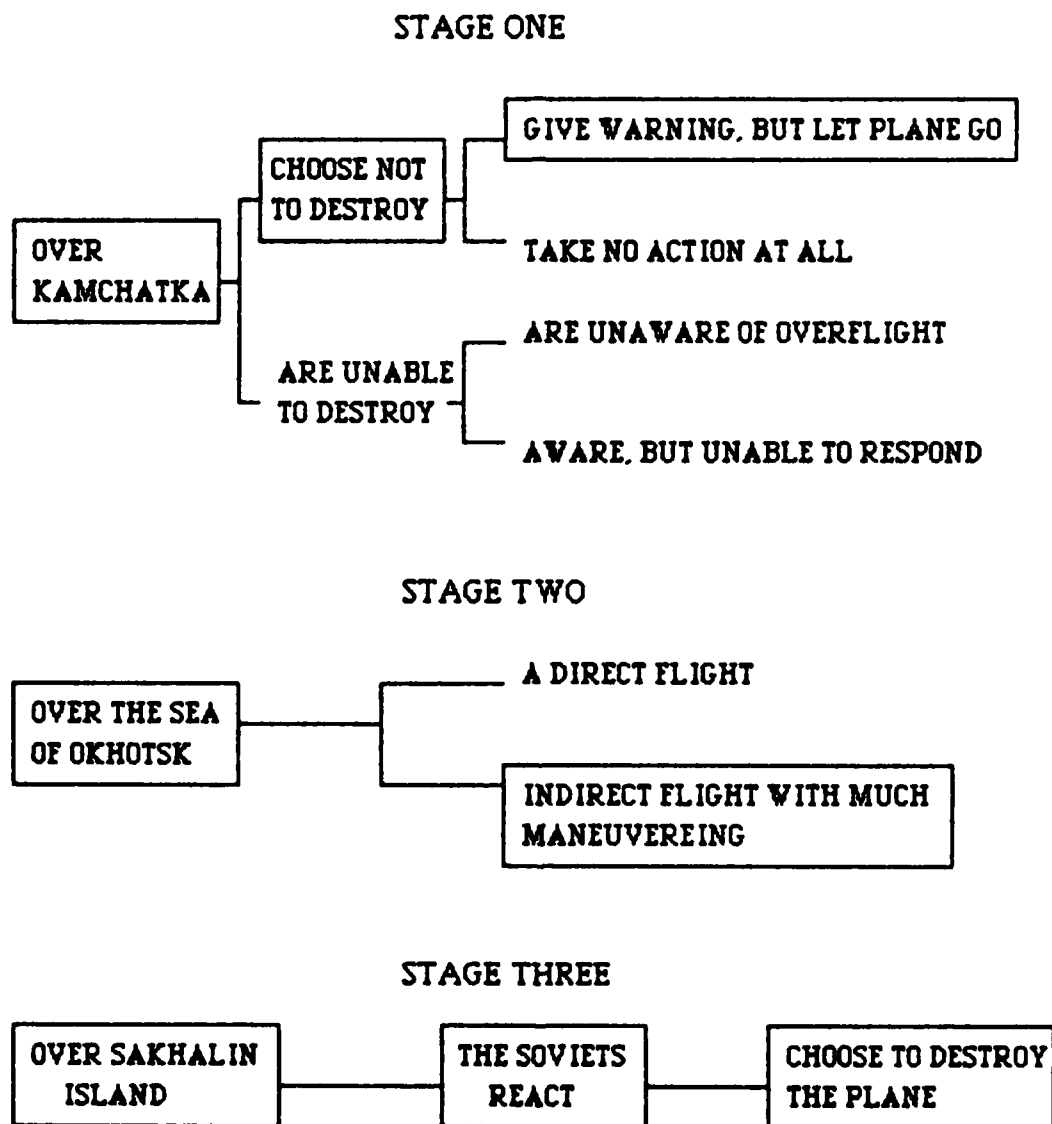 STAGE ONE
GIVE WARNING, BUT LET PLANE GO
CHOOSE NOT
TO DESTROY
TAKE NO ACTION AT ALL
OVER
KAMCHATKA
ARE UNAWARE OF OVERFLIGHT
ARE UNABLE
TO DESTROY
AWARE, BUT UNABLE TO RESPOND
STAGE TWO
A DIRECT FLIGHT
OVER THE SEA
OF OKHOTSK
INDIRECT FLIGHT WITH MUCH
MANEUVEREING
STAGE THREE
OVER SAKHALIN
ISLAND
THE SOVIETS
REACT
CHOOSE TO DESTROY
THE PLANE